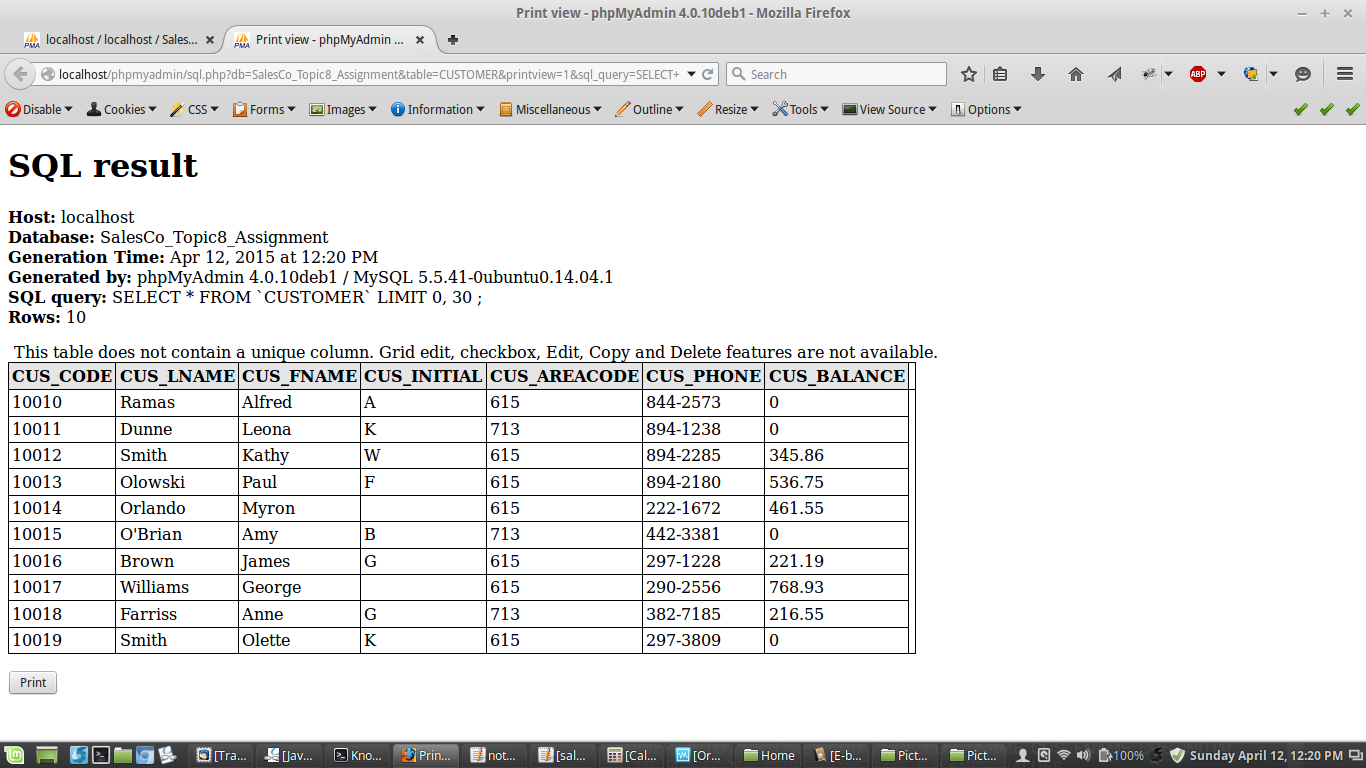 Print view - phpMyAdmin 4.0.10deb1 - Mozilla Firefox
localhost / localhost / Sales... Print view - phpMyAdmin ...
localhost/phpmyadmin/sql.php?db=SalesCo_Topic8_Assignment&table=CUSTOMER&printview=1&sql_query=SELECT+ Search ABP
Disable Cookies CSS Forms Images Information Miscellaneous Outline Resize Tools View Source Options
SQL result
Host: localhost
Database: SalesCo_Topic8_Assignment
Generation Time: Apr 12, 2015 at 12:20 PM
Generated by: phpMyAdmin 4.0.10deb1 / MySQL 5.5.41-0ubuntu0.14.04.1
SQL query: SELECT * FROM `CUSTOMER` LIMIT 0, 30 ;
Rows: 10
This table does not contain a unique column. Grid edit, checkbox, Edit, Copy and Delete features are not available.
CUS_CODE CUS_LNAME CUS_FNAME CUS_INITIAL CUS_AREACODE CUS_PHONE CUS_BALANCE
10010 Ramas Alfred A 615 844-2573 0
10011 Dunne Leona K 713 894-1238 0
10012 Smith Kathy W 615 894-2285 345.86
10013 Olowski Paul F 615 894-2180 536.75
10014 Orlando Myron 615 222-1672 461.55
10015 O'Brian Amy B 713 442-3381 0
10016 Brown James G 615 297-1228 221.19
10017 Williams George 615 290-2556 768.93
10018 Farriss Anne G 713 382-7185 216.55
10019 Smith Olette K 615 297-3809 0
Print
[Tra... [Jav... Kno... Prin... not... [sal... [Cal... [Or... Home [E-b... Pict... Pict... 100% Sunday April 12, 12:20 PM